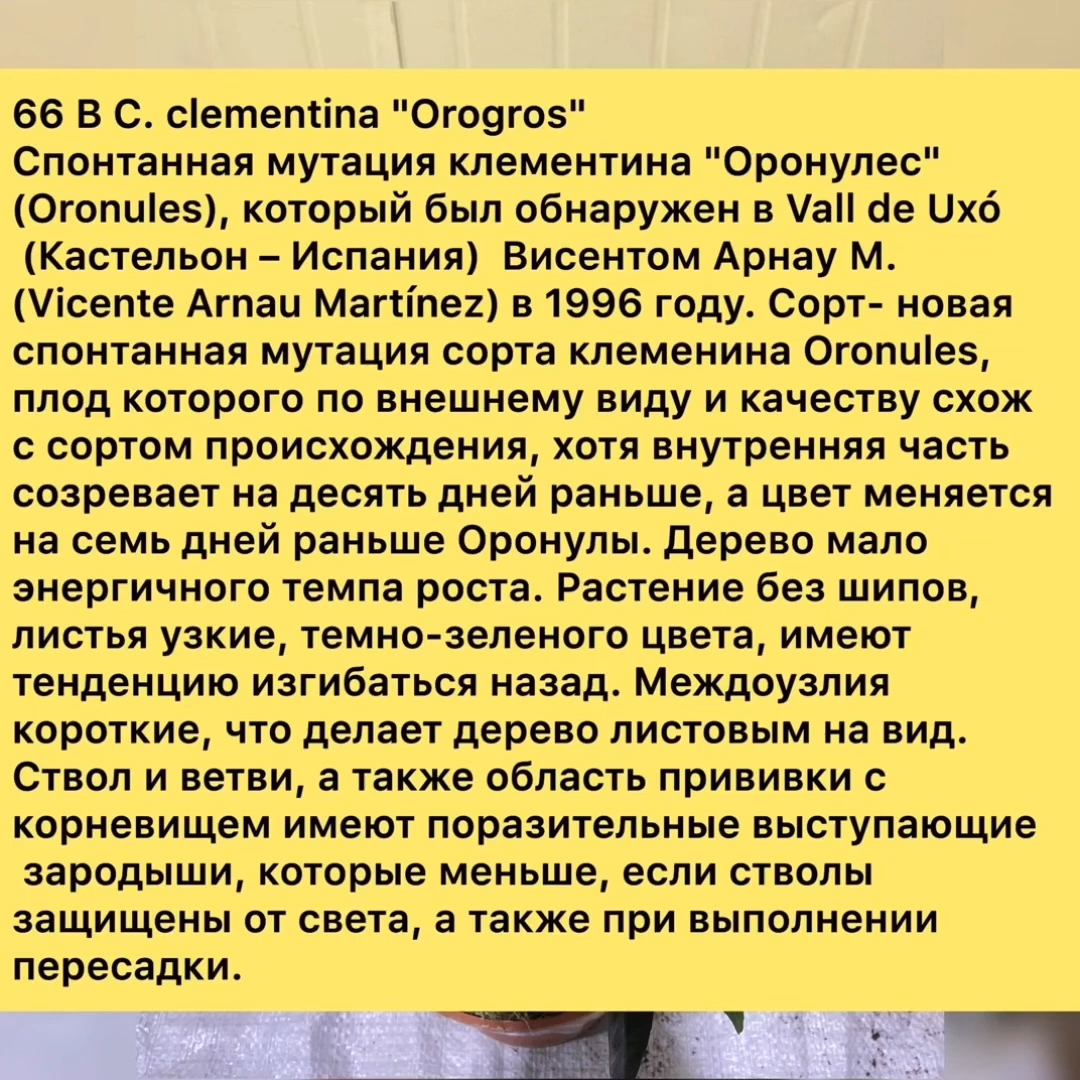 66 В C. clementina "Orogros"
Спонтанная мутация клементина "Оронулес"
(Oronules), который был обнаружен в Vall de Uxó
(Кастельон – Испания) Висентом Арнау М.
(Vicente Arnau Martínez) в 1996 году. Сорт- новая
спонтанная мутация сорта клеменина Oronules,
плод которого по внешнему виду и качеству схож
с сортом происхождения, хотя внутренняя часть
созревает на десять дней раньше, а цвет меняется
на семь дней раньше Оронулы. Дерево мало
энергичного темпа роста. Растение без шипов,
листья узкие, темно-зеленого цвета, имеют
тенденцию изгибаться назад. Междоузлия
короткие, что делает дерево листовым на вид.
Ствол и ветви, а также область прививки с
корневищем имеют поразительные выступающие
зародыши, которые меньше, если стволы
защищены от света, а также при выполнении
пересадки.